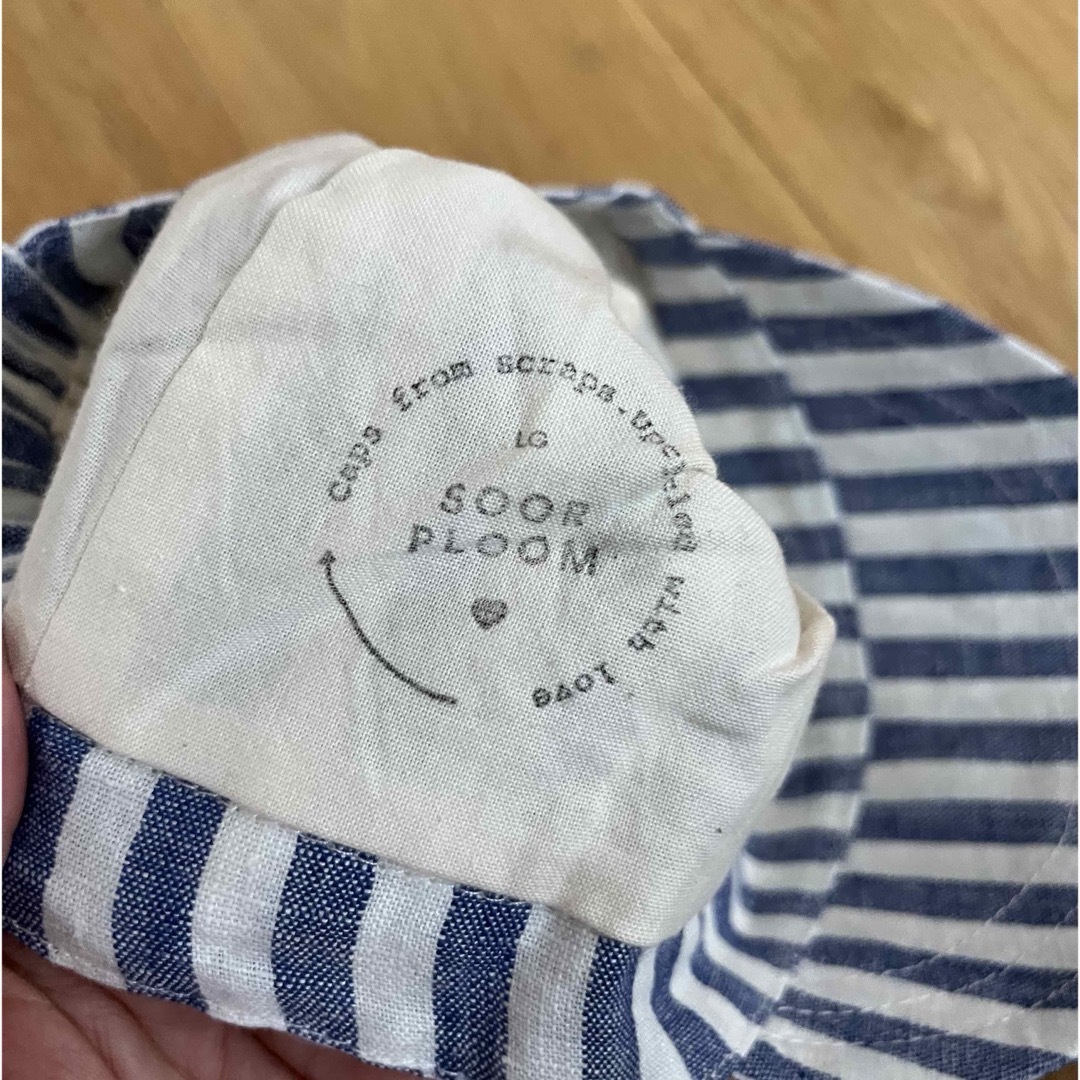 Caps from scraps. Upcycled with love
LG
SOOR
PLOOM